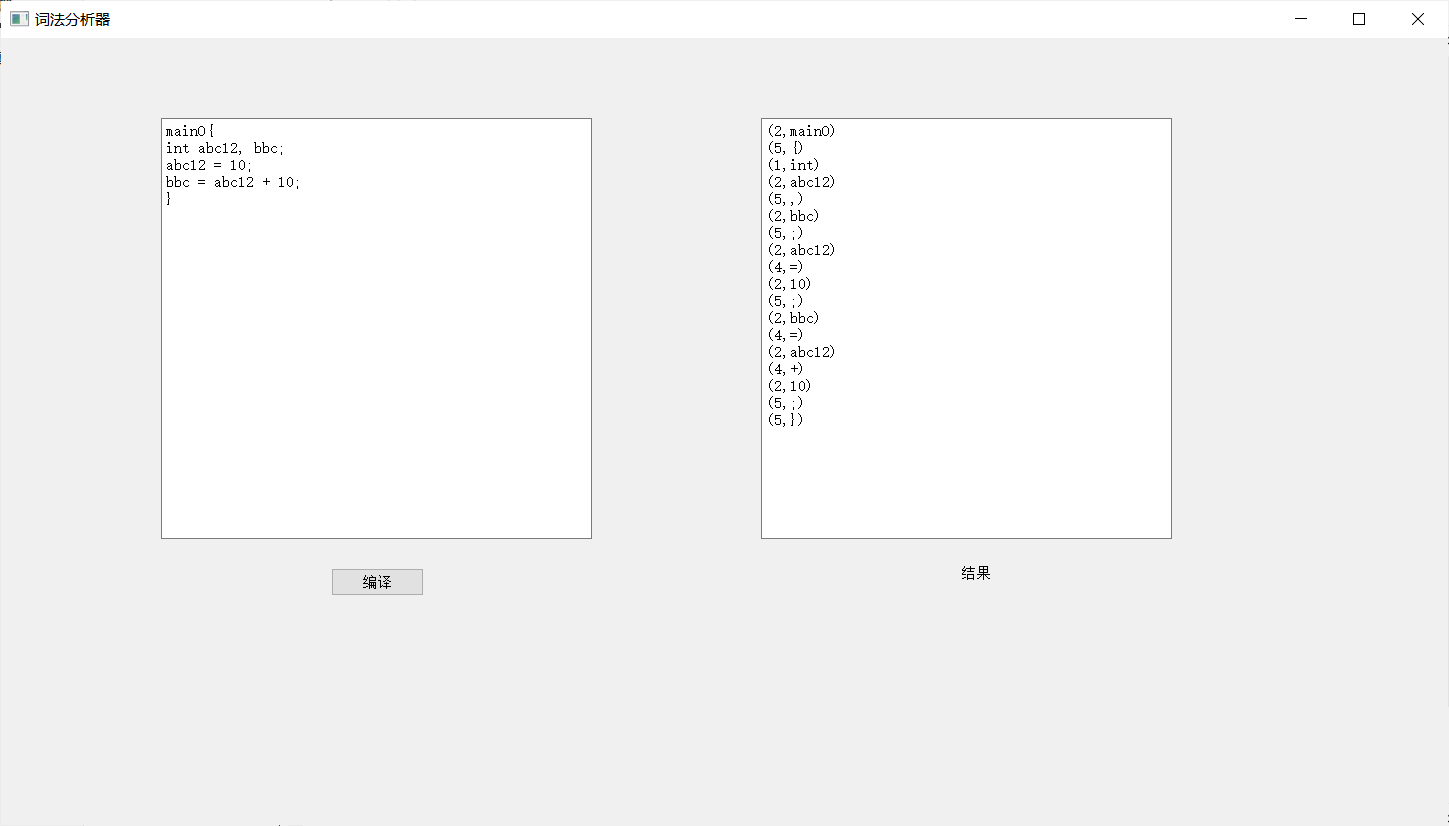 词法分析器
main0{
int abc12, bbc;
abc12 = 10;
bbc = abc12 + 10;
}
(2,main0)
(5,{)
(1,int)
(2,abc12)
(5,,)
(2,bbc)
(5,;)
(2,abc12)
(4,=)
(2,10)
(5,;)
(2,bbc)
(4,=)
(2,abc12)
(4,+)
(2,10)
(5,;)
(5,})
编译
结果